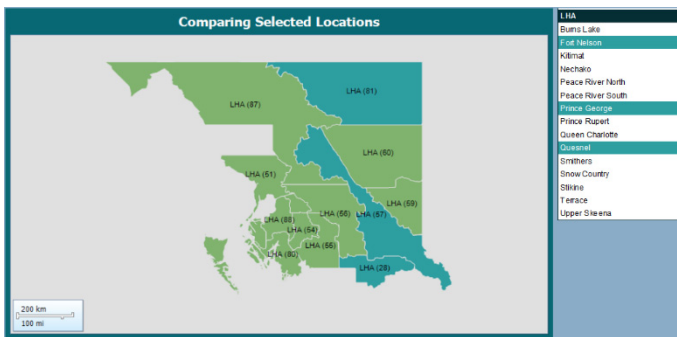 Comparing Selected Locations
LHA (87)
LHA (81)
LHA (60)
LHA (51)
LHA (59)
LHA (88)
LHA (56)
LHA (57)
LHA (54)
LHA (55)
LHA (80)
LHA (28)
200 km
100 mi
LHA
Burns Lake
Fort Nelson
Kitimat
Nechako
Peace River North
Peace River South
Prince George
Prince Rupert
Queen Charlotte
Quesnel
Smithers
Snow Country
Stikine
Terrace
Upper Skeena